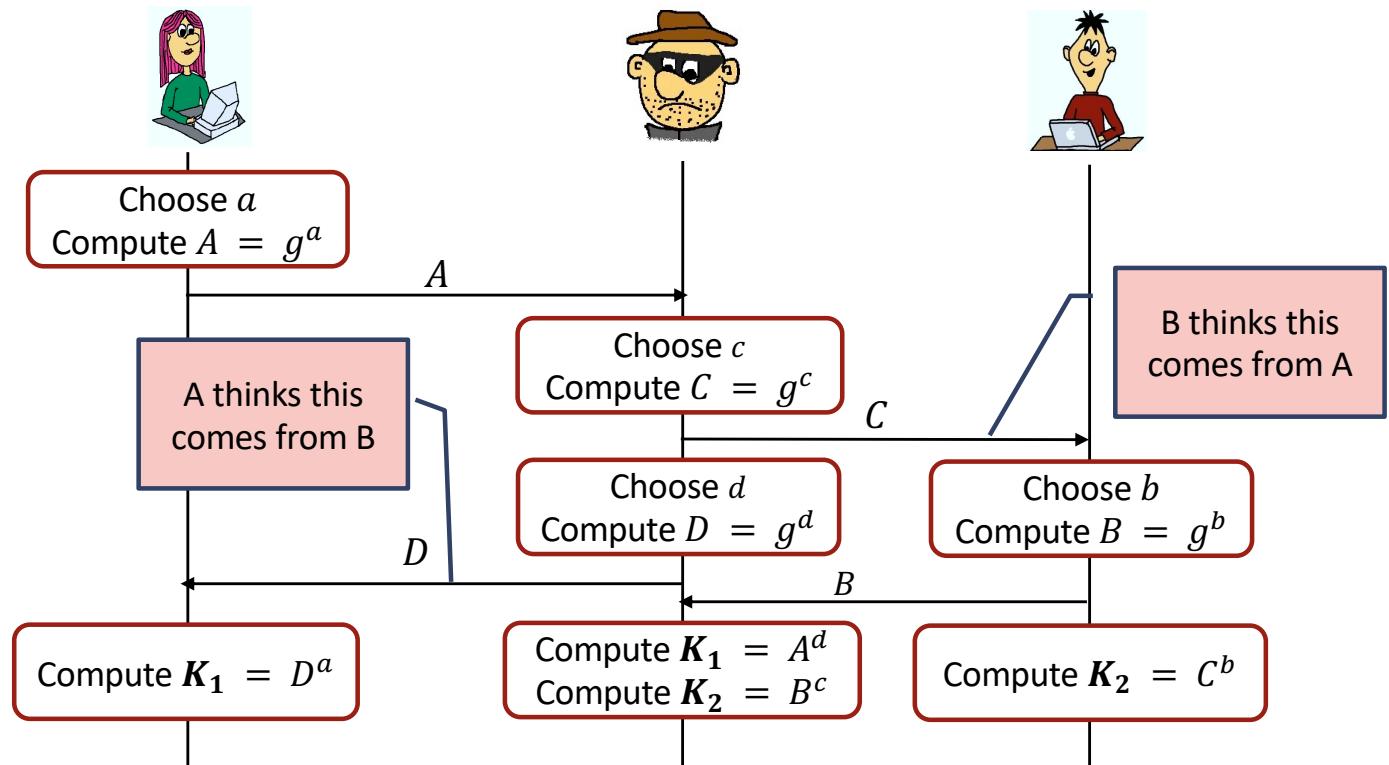 Choose a
Compute A = g^a
A
B thinks this
comes from A
Choose c
Compute C = g^c
A thinks this
comes from B
C
Choose d
Compute D = g^d
Choose b
Compute B = g^b
D
B
Compute K₁ = D^a
Compute K₁ = A^d
Compute K₂ = B^c
Compute K₂ = C^b